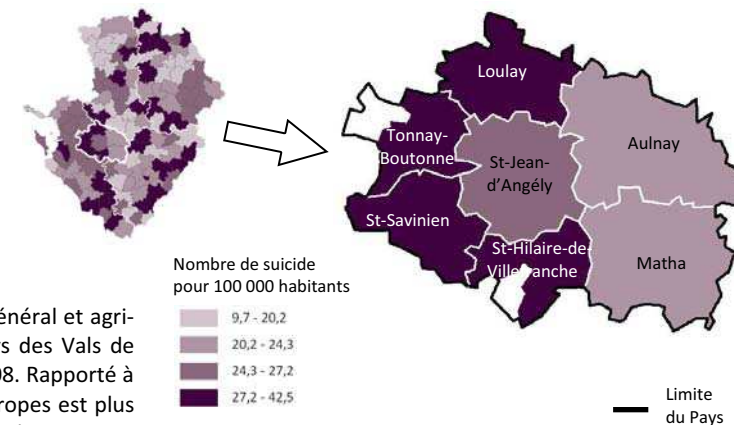 Loulay
Tonnay-
Boutonne
St-Jean-
d’Angély
Aulnay
St-Savinien
St-Hilaire-de-
Villefranche
Matha
Nombre de suicide
pour 100 000 habitants
9,7 - 20,2
20,2 - 24,3
24,3 - 27,2
27,2 - 42,5
énéral et agri-
rs des Vals de
08. Rapporté à
ropes est plus
Limite
du Pays